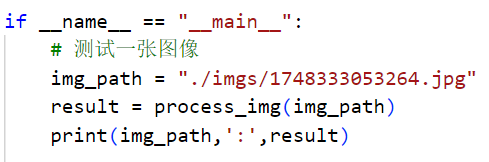 if __name__ == "__main__":
    # 测试一张图像
    img_path = "./imgs/1748333053264.jpg"
    result = process_img(img_path)
    print(img_path,':',result)